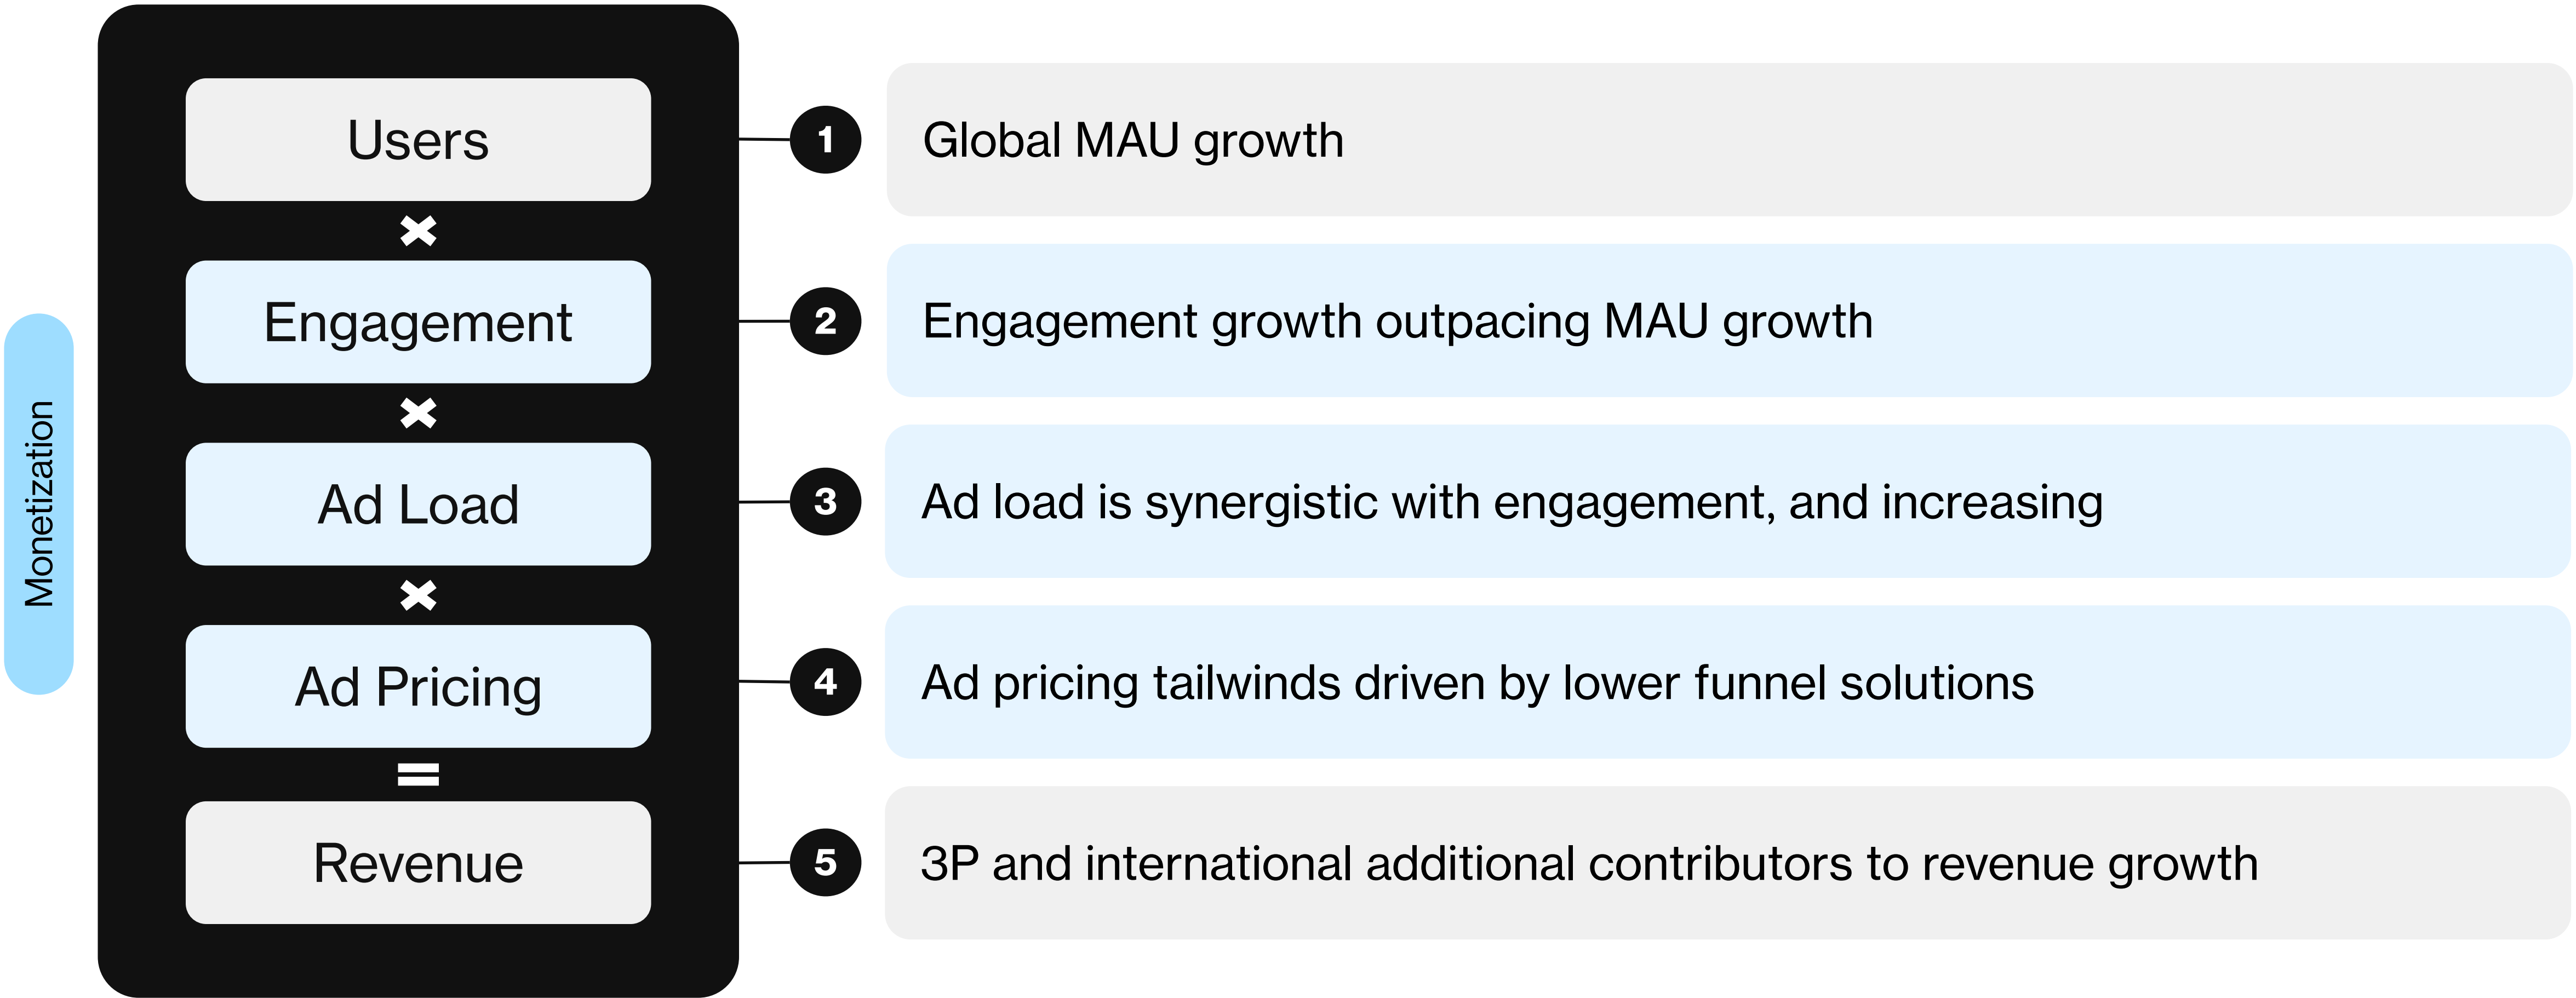 Monetization
Users
1
Global MAU growth
×
Engagement
2
Engagement growth outpacing MAU growth
×
Ad Load
3
Ad load is synergistic with engagement, and increasing
×
Ad Pricing
4
Ad pricing tailwinds driven by lower funnel solutions
=
Revenue
5
3P and international additional contributors to revenue growth